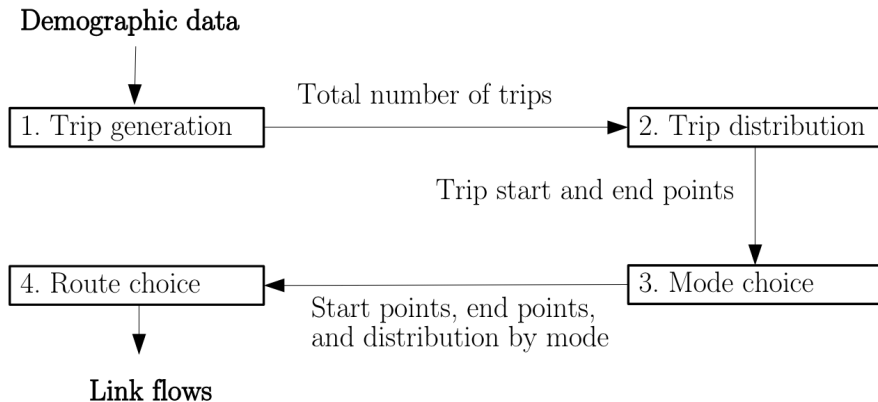 Demographic data
Total number of trips
1. Trip generation
2. Trip distribution
Trip start and end points
4. Route choice
3. Mode choice
Start points, end points,
and distribution by mode
Link flows